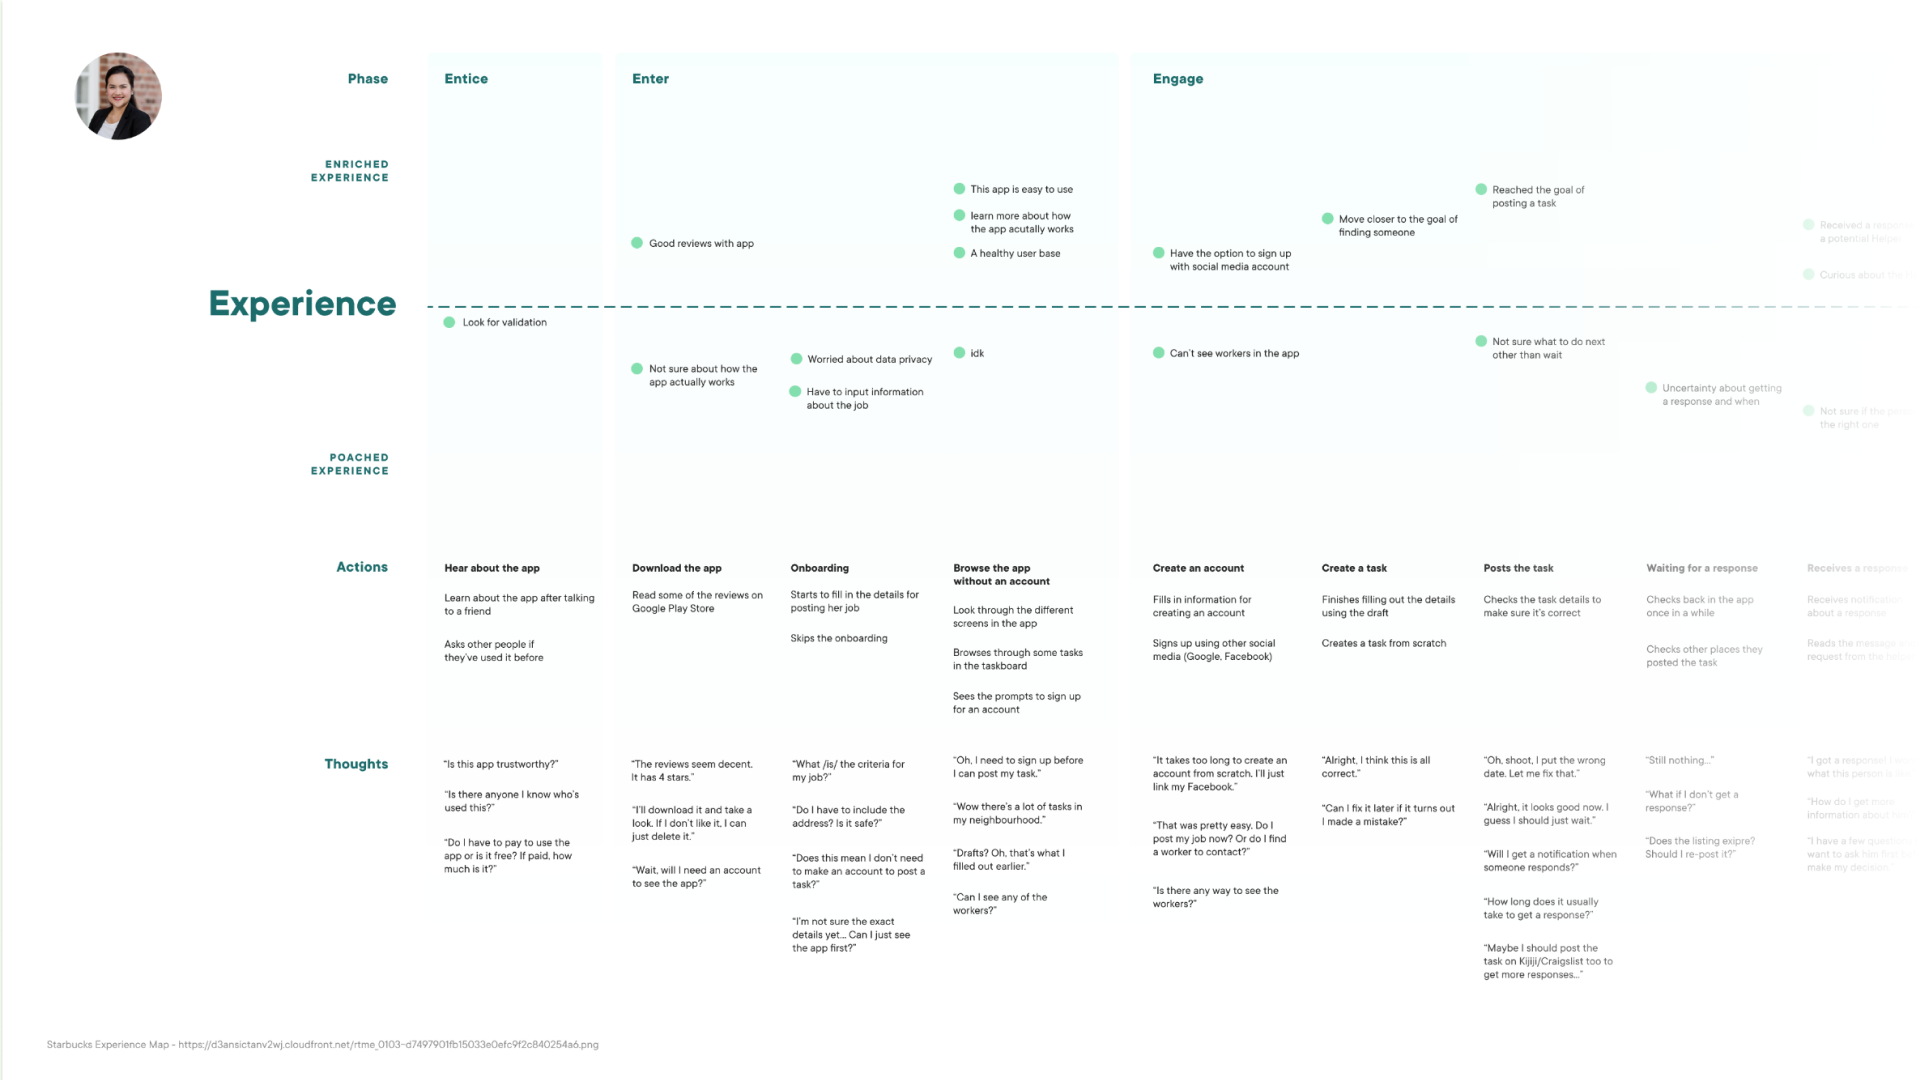 Phase
Entice
Enter
Engage
ENRICHED
EXPERIENCE
This app is easy to use
learn more about how
the app acutally works
A healthy user base
Good reviews with app
Have the option to sign up
with social media account
Move closer to the goal of
finding someone
Reached the goal of
posting a task
Received a
a potential
Curious about the
Experience
Look for validation
Not sure about how the
app actually works
Worried about data privacy
Have to input information
about the job
idk
Can't see workers in the app
Not sure what to do next
other than wait
Uncertainty about getting
a response and when
Not sure if the
the right one
POACHED
EXPERIENCE
Actions
Hear about the app
Learn about the app after talking
to a friend
Asks other people if
they've used it before
Download the app
Read some of the reviews on
Google Play Store
Onboarding
Starts to fill in the details for
posting her job
Skips the onboarding
Browse the app
without an account
Look through the different
screens in the app
Browses through some tasks
in the taskboard
Sees the prompts to sign up
for an account
Create an account
Fills in information for
creating an account
Signs up using other social
media (Google, Facebook)
Create a task
Finishes filling out the details
using the draft
Creates a task from scratch
Posts the task
Checks the task details to
make sure it's correct
Waiting for a response
Checks back in the app
once in a while
Checks other places they
posted the task
Receives a
Receives
about a response
Reads the message
request from the
Thoughts
“Is this app trustworthy?”
“Is there anyone I know who's
used this?”
“Do I have to pay to use the
app or is it free? If paid, how
much is it?”
“The reviews seem decent.
It has 4 stars.”
“I'll download it and take a
look. If I don't like it, I can
just delete it.”
“Wait, will I need an account
to see the app?”
“What /is/ the criteria for
my job?”
“Do I have to include the
address? Is it safe?”
“Does this mean I don't need
to make an account to post a
task?”
“I'm not sure the exact
details yet... Can I just see
the app first?”
“Oh, I need to sign up before
I can post my task.”
“Wow there's a lot of tasks in
my neighbourhood.”
“Drafts? Oh, that's what I
filled out earlier.”
“Can I see any of the
workers?”
“It takes too long to create an
account from scratch. I'll just
link my Facebook.”
“That was pretty easy. Do I
post my job now? Or do I find
a worker to contact?”
“Is there any way to see the
workers?”
“Alright, I think this is all
correct.”
“Can I fix it later if it turns out
I made a mistake?”
“Oh, shoot, I put the wrong
date. Let me fix that.”
“Alright, it looks good now. I
guess I should just wait.”
“Will I get a notification when
someone responds?”
“How long does it usually
take to get a response?”
“Maybe I should post the
task on Kijiji/Craigslist too to
get more responses...”
“Still nothing...”
“What if I don't get a
response?”
“Does the listing exipre?
Should I re-post it?”
“I got a response! I
what this person is
“How do I get more
information about
“I have a few
want to ask him
make my decision.”
Starbucks Experience Map - https://d3ansictanv2wj.cloudfront.net/rtme_0103-d7497901fb15033e0efc9f2c840254a6.png